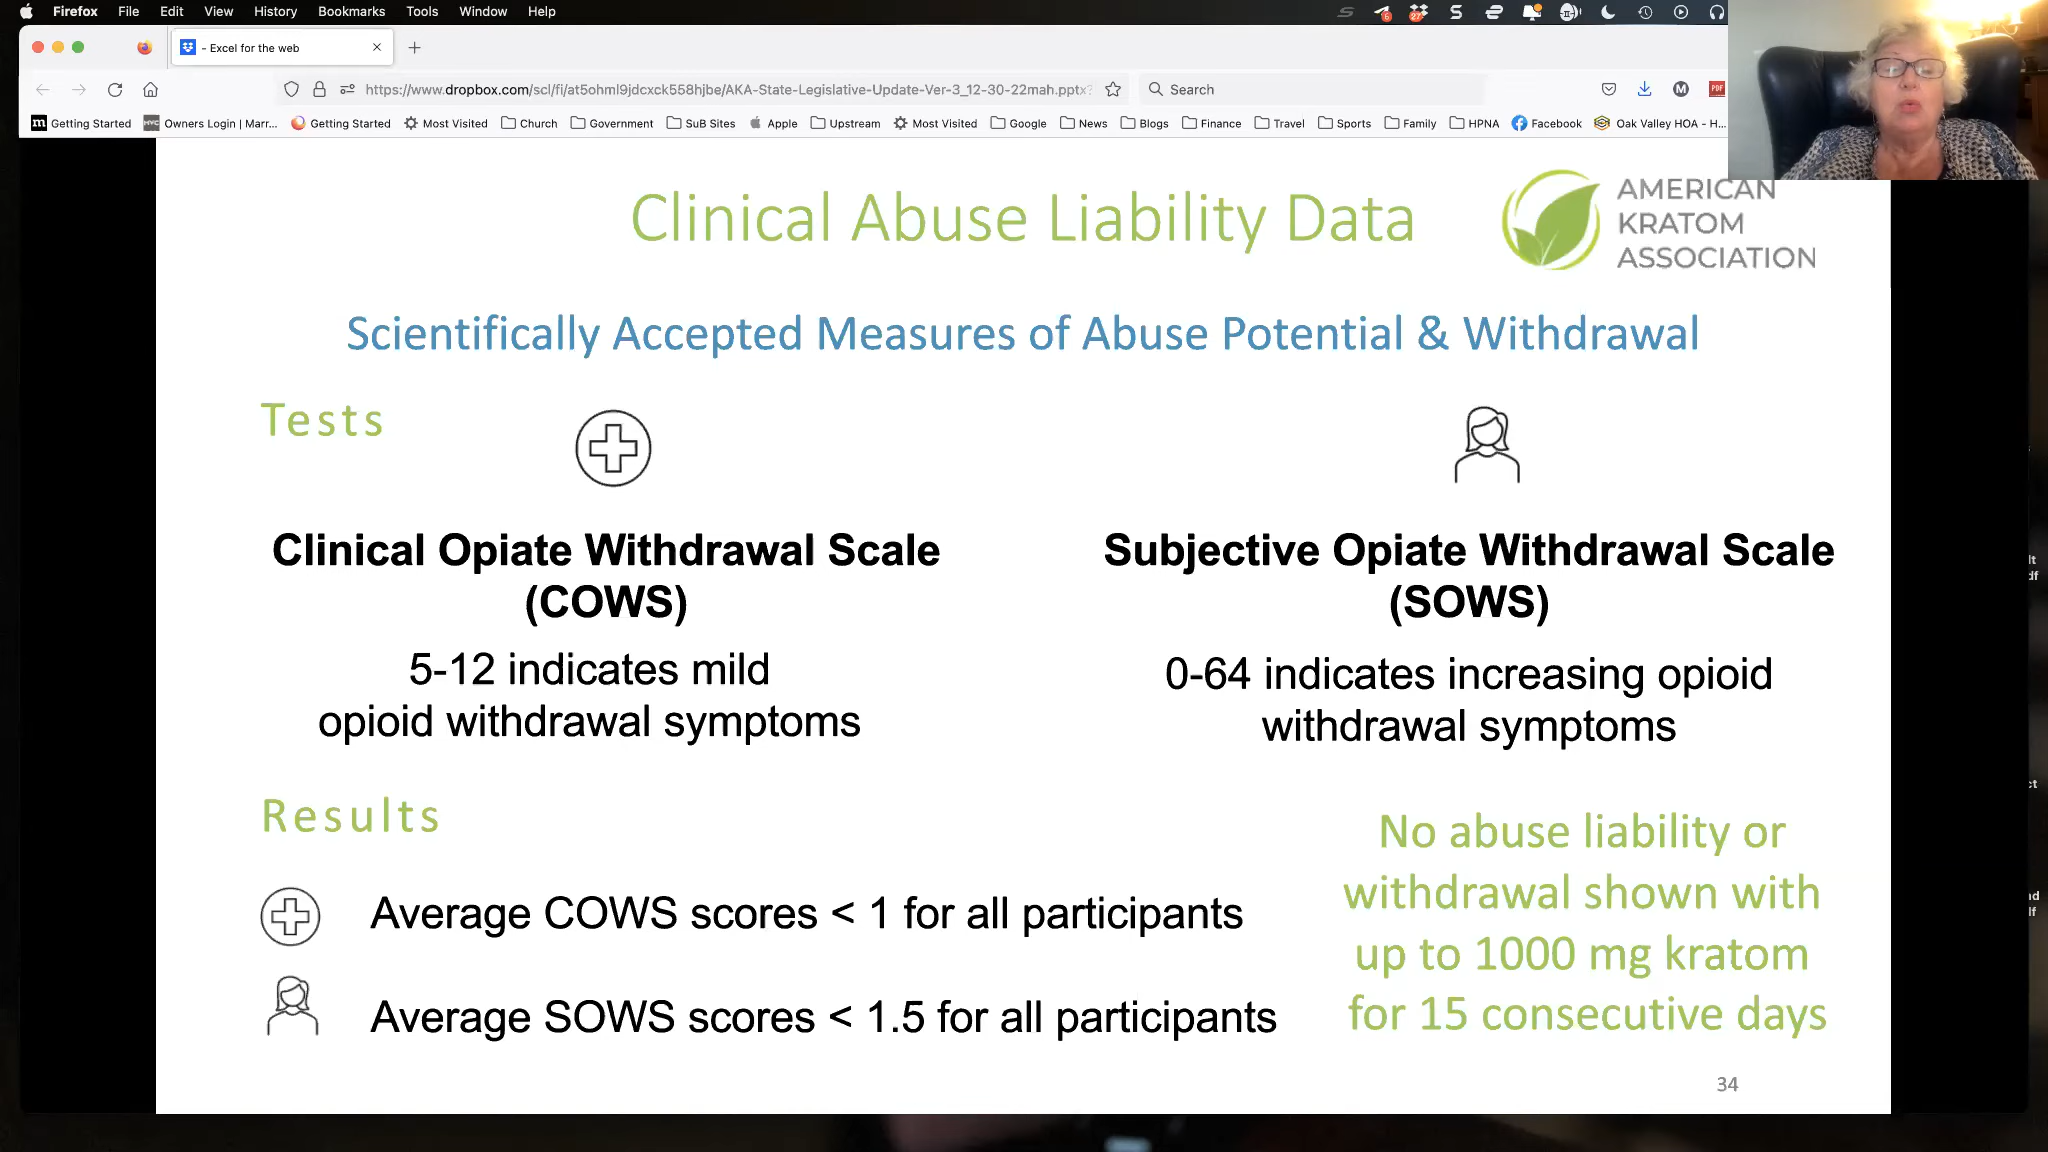 Firefox File Edit View History Bookmarks Tools Window Help
- Excel for the web
https://www.dropbox.com/scl/fi/at5ohml9jdcxck558hjbe/AKA-State-Legislative-Update-Ver-3_12-30-22mah.pptx?
Search
Getting Started Owners Login | Marr... Getting Started Most Visited Church Government SuB Sites Apple Upstream Most Visited Google News Blogs Finance Travel Sports Family HPNA Facebook Oak Valley HOA - H...
Clinical Abuse Liability Data
AMERICAN
KRATOM
ASSOCIATION
Scientifically Accepted Measures of Abuse Potential & Withdrawal
Tests
Clinical Opiate Withdrawal Scale
(COWS)
5-12 indicates mild
opioid withdrawal symptoms
Subjective Opiate Withdrawal Scale
(SOWS)
0-64 indicates increasing opioid
withdrawal symptoms
Results
Average COWS scores < 1 for all participants
Average SOWS scores < 1.5 for all participants
No abuse liability or
withdrawal shown with
up to 1000 mg kratom
for 15 consecutive days
34